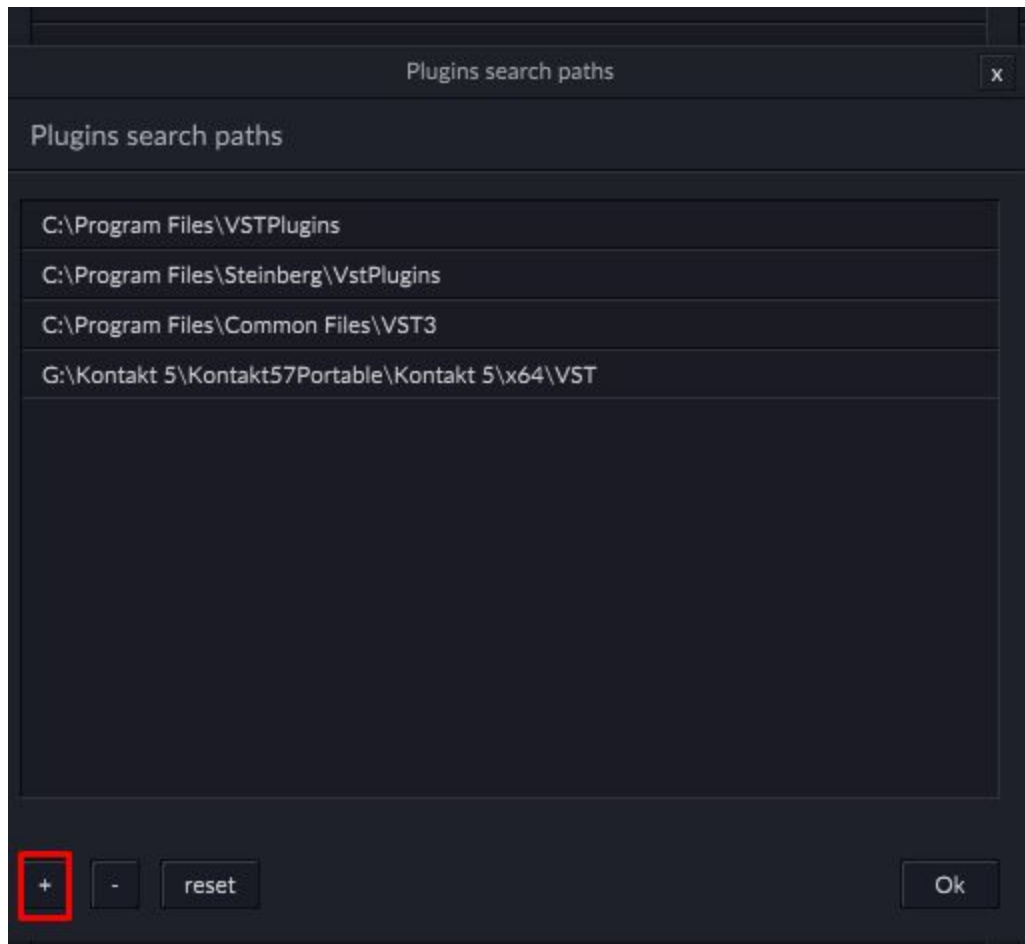 Plugins search paths
x
Plugins search paths
C:\Program Files\VSTPlugins
C:\Program Files\Steinberg\VstPlugins
C:\Program Files\Common Files\VST3
G:\Kontakt 5\Kontakt57Portable\Kontakt 5\x64\VST
+ - reset Ok